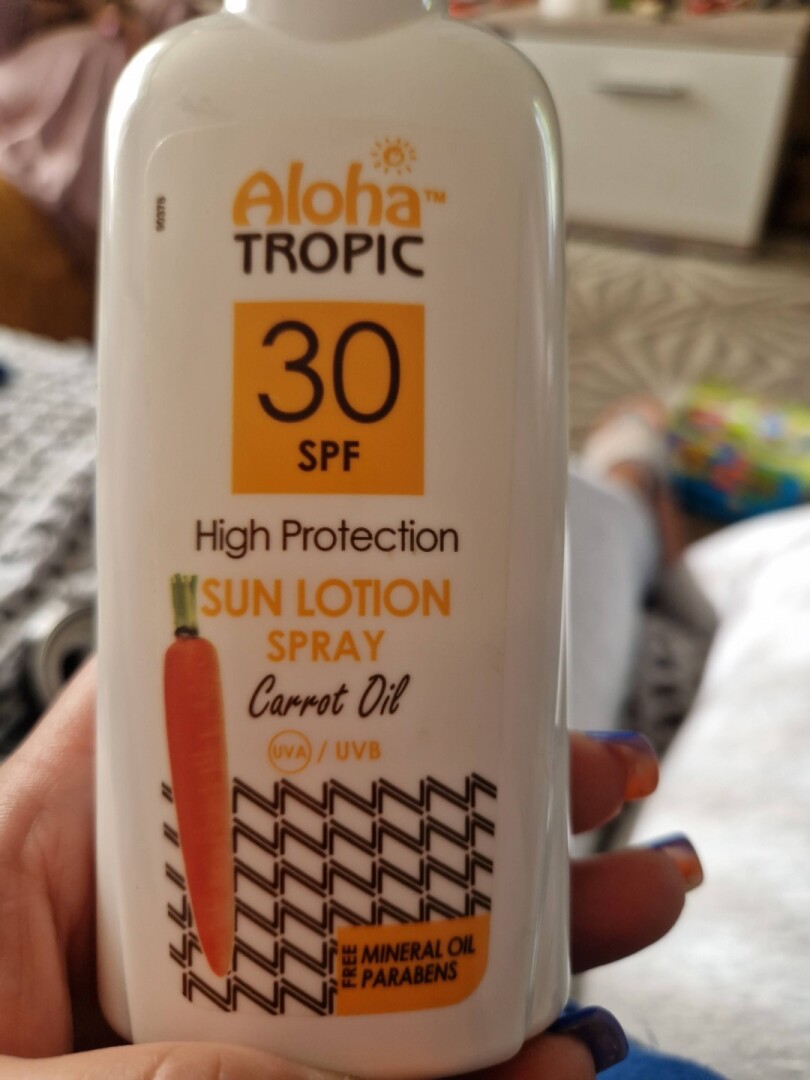 Aloha™
TROPIC
30
SPF
High Protection
SUN LOTION
SPRAY
Carrot Oil
UVA / UVB
FREE
MINERAL OIL
PARABENS